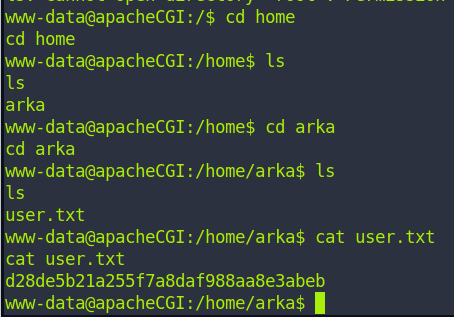 www-data@apacheCGI:/$ cd home
cd home
www-data@apacheCGI:/home$ ls
ls
arka
www-data@apacheCGI:/home$ cd arka
cd arka
www-data@apacheCGI:/home/arka$ ls
ls
user.txt
www-data@apacheCGI:/home/arka$ cat user.txt
cat user.txt
d28de5b21a255f7a8daf988aa8e3abeb
www-data@apacheCGI:/home/arka$